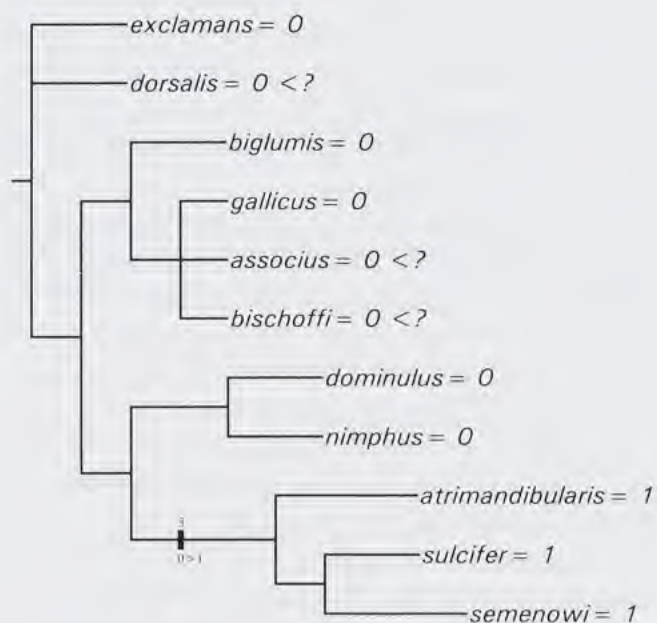 exclamans = 0
dorsalis = 0 <?
biglumis = 0
gallicus = 0
associus = 0 <?
bischoffi = 0 <?
dominulus = 0
nimphus = 0
atrimandibularis = 1
3
0>1
sulcifer = 1
semenowi = 1